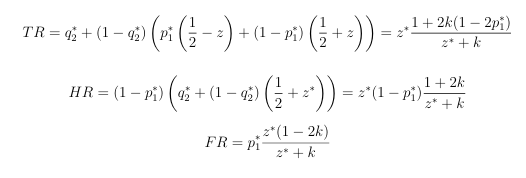 $TR = q_2^* + (1 - q_2^*) \left( p_1^* \left( \frac{1}{2} - z \right) + (1 - p_1^*) \left( \frac{1}{2} + z \right) \right) = z^* \frac{1 + 2k(1 - 2p_1^*)}{z^* + k}$
$HR = (1 - p_1^*) \left( q_2^* + (1 - q_2^*) \left( \frac{1}{2} + z^* \right) \right) = z^* (1 - p_1^*) \frac{1 + 2k}{z^* + k}$
$FR = p_1^* \frac{z^* (1 - 2k)}{z^* + k}$